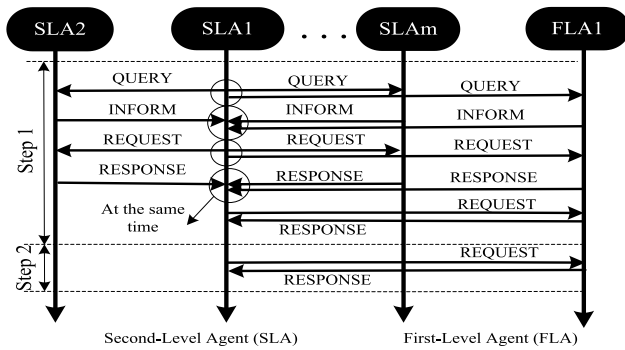 SLA2 SLA1 . . . SLAm FLA1
QUERY QUERY QUERY
INFORM INFORM INFORM
REQUEST REQUEST REQUEST
RESPONSE RESPONSE RESPONSE
Step 1
At the same
time
REQUEST
RESPONSE
Step 2
REQUEST
RESPONSE
Second-Level Agent (SLA) First-Level Agent (FLA)